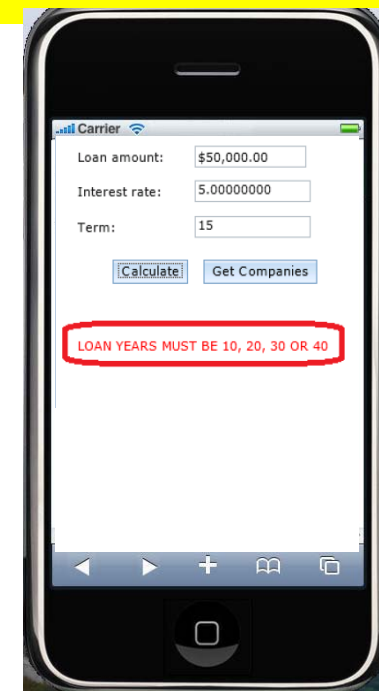 Carrier
Loan amount: $50,000.00
Interest rate: 5.00000000
Term: 15
Calculate Get Companies
LOAN YEARS MUST BE 10, 20, 30 OR 40